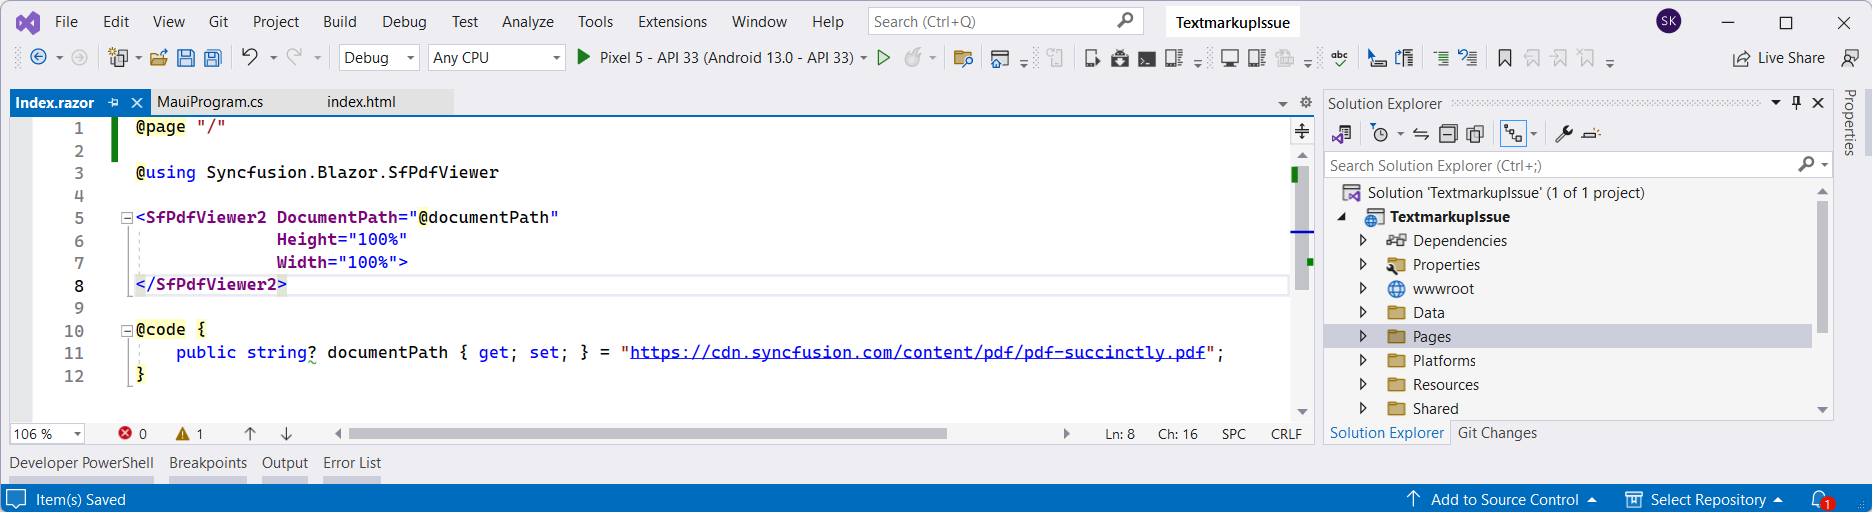 File Edit View Git Project Build Debug Test Analyze Tools Extensions Window Help Search (Ctrl+Q) TextmarkupIssue SK
Debug Any CPU Pixel 5 - API 33 (Android 13.0 - API 33) abc Live Share
Index.razor MauiProgram.cs index.html
1 @page "/"
2
3 @using Syncfusion.Blazor.SfPdfViewer
4
5 <SfPdfViewer2 DocumentPath="@documentPath"
6 Height="100%"
7 Width="100%">
8 </SfPdfViewer2>
9
10 @code {
11 public string? documentPath { get; set; } = "https://cdn.syncfusion.com/content/pdf/pdf-succinctly.pdf";
12 }
106 % 0 1 Ln: 8 Ch: 16 SPC CRLF
Solution Explorer
Search Solution Explorer (Ctrl+;)
Solution 'TextmarkupIssue' (1 of 1 project)
TextmarkupIssue
Dependencies
Properties
wwwroot
Data
Pages
Platforms
Resources
Shared
Solution Explorer Git Changes
Properties
Developer PowerShell Breakpoints Output Error List
Item(s) Saved Add to Source Control Select Repository 1